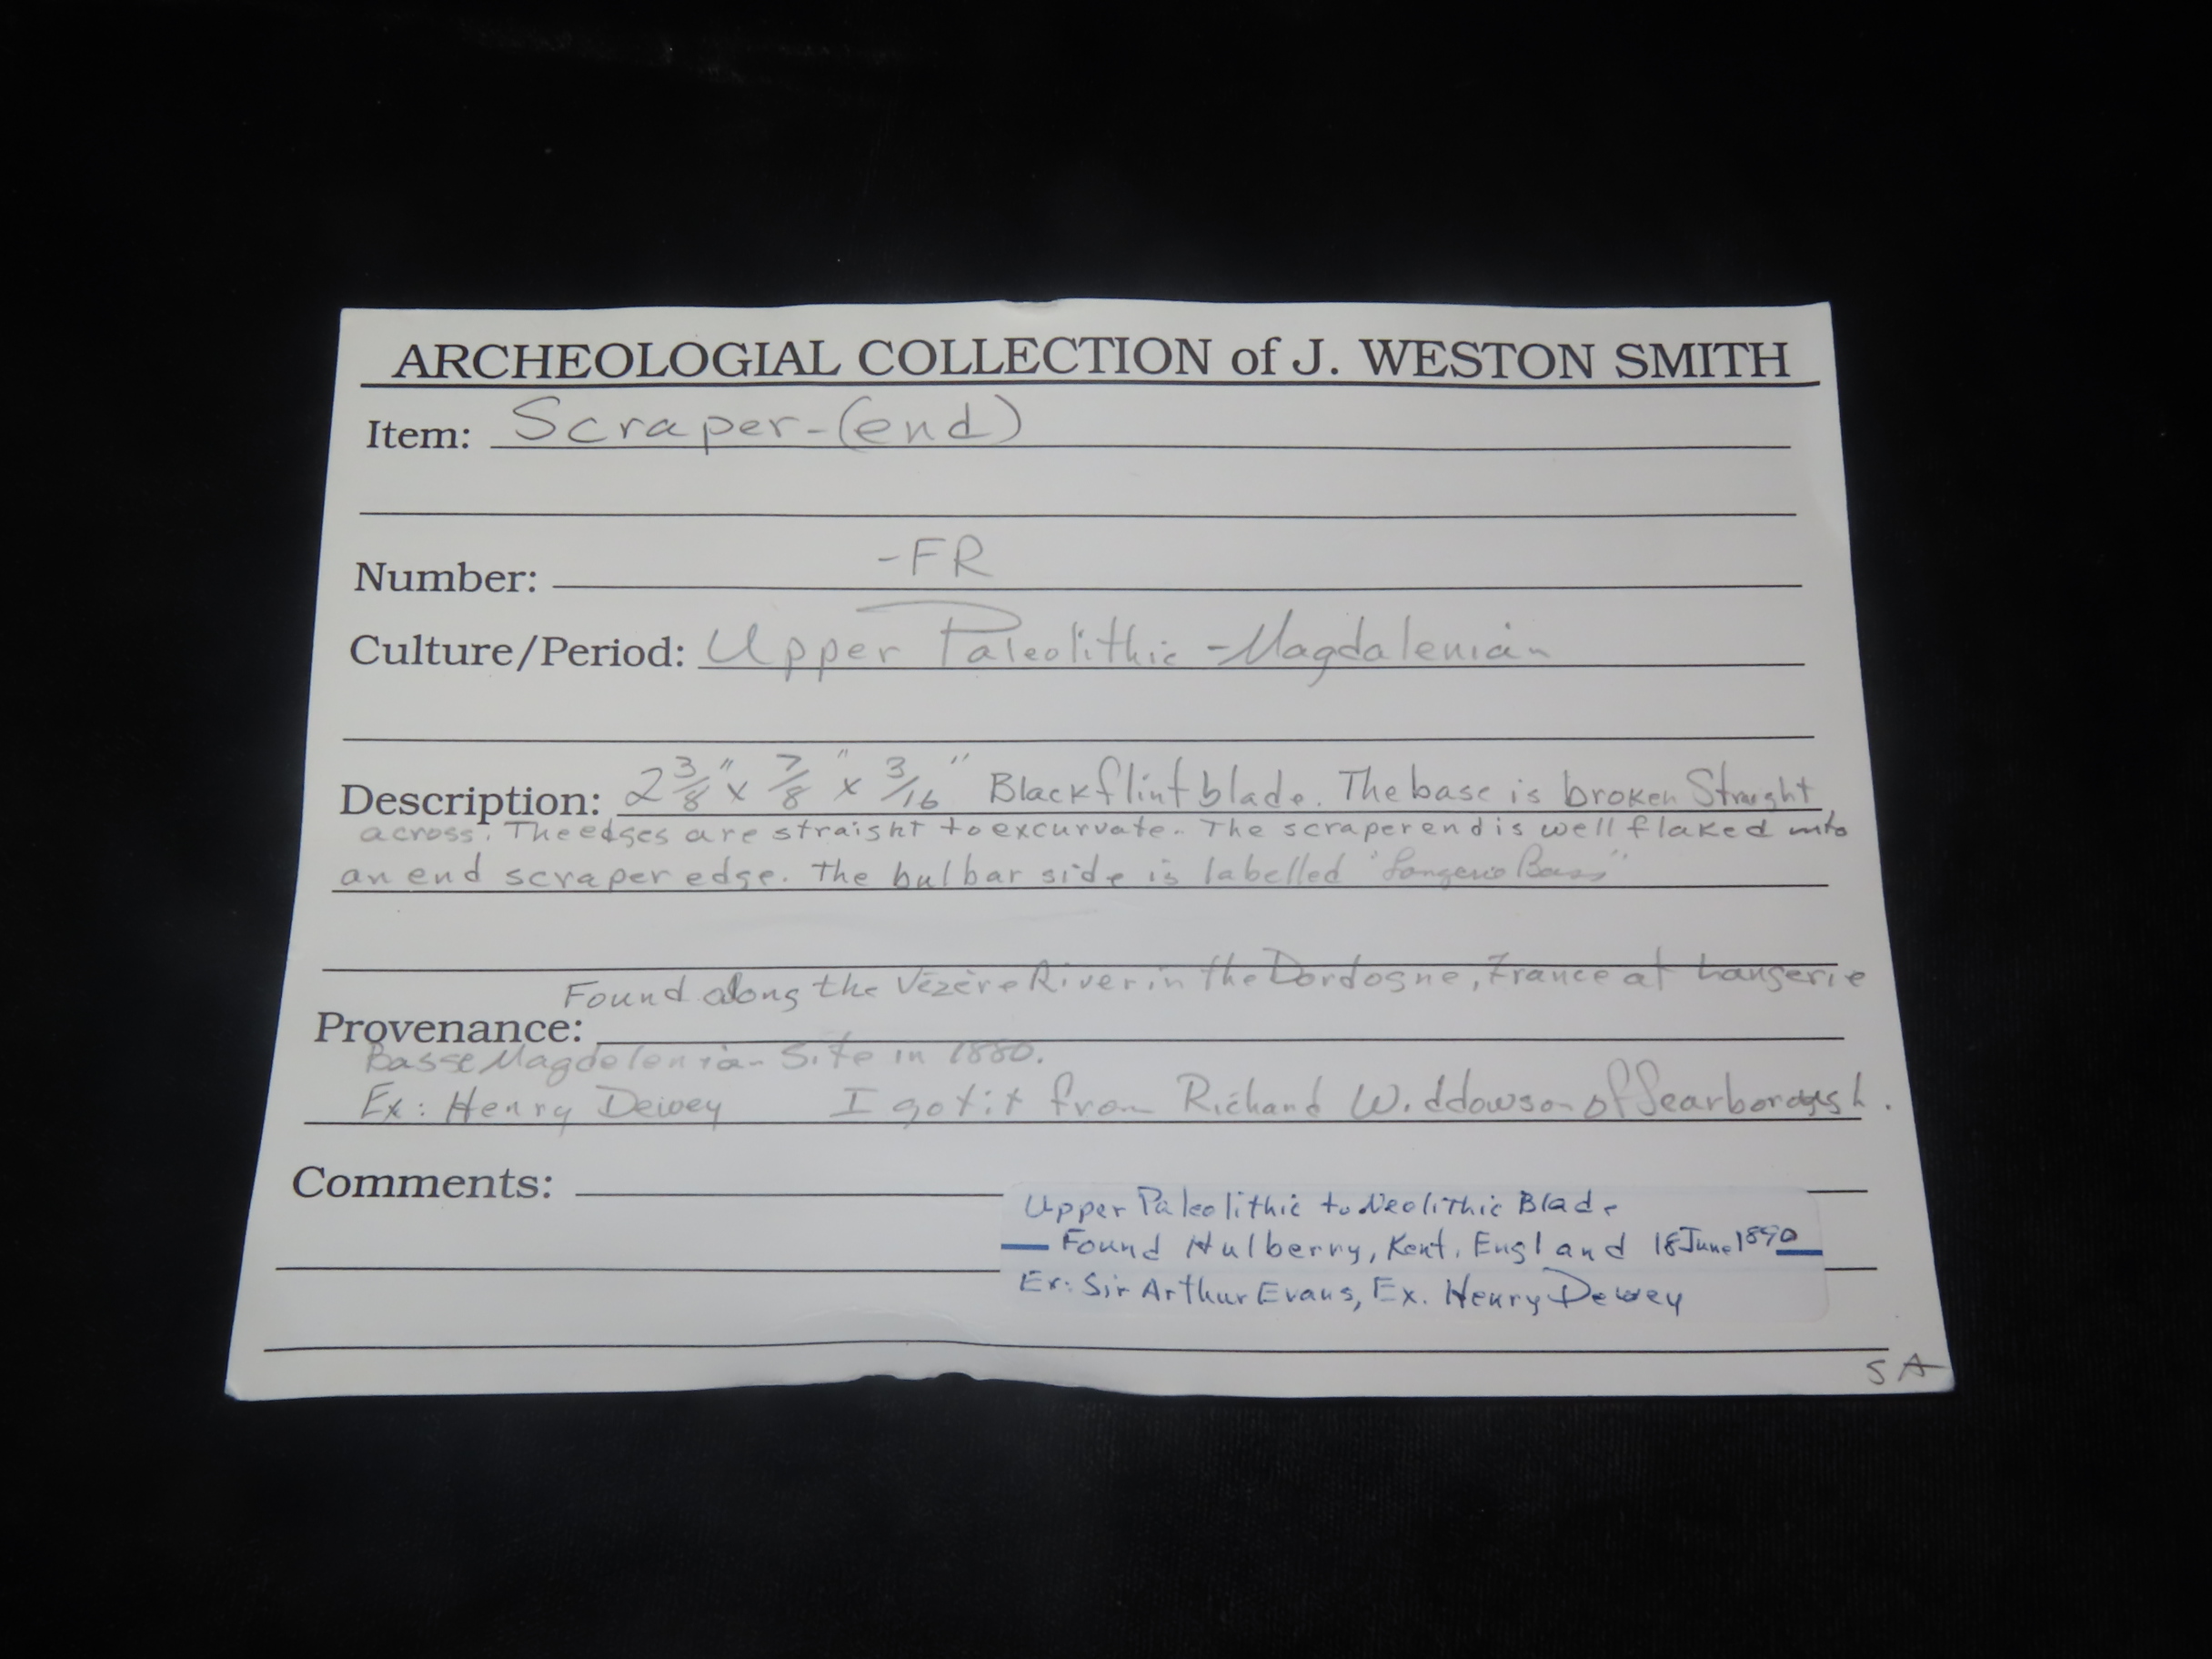 ARCHEOLOGIAL COLLECTION of J. WESTON SMITH
Item: Scraper-(end)
Number: -FR
Culture/Period: Upper Paleolithic - Magdalenian
Description: 2 3/8" x 7/8" x 3/16" Black flint blade. The base is broken Straight
across. The edges are straight to excurvate. The scraper end is well flaked into
an end scraper edge. The bulbar side is labelled "Langerie Bass"
Found along the Vézère River in the Dordogne, France at Langerie
Provenance:
Basse Magdelenian Site in 1880.
Ex: Henry Dewey I got it from Richard Widdowson of Scarborough.
Comments:
Upper Paleolithic to Neolithic Blade
Found Hulberry, Kent, England 18 June 1890
Ex: Sir Arthur Evans, Ex. Henry Dewey
SA